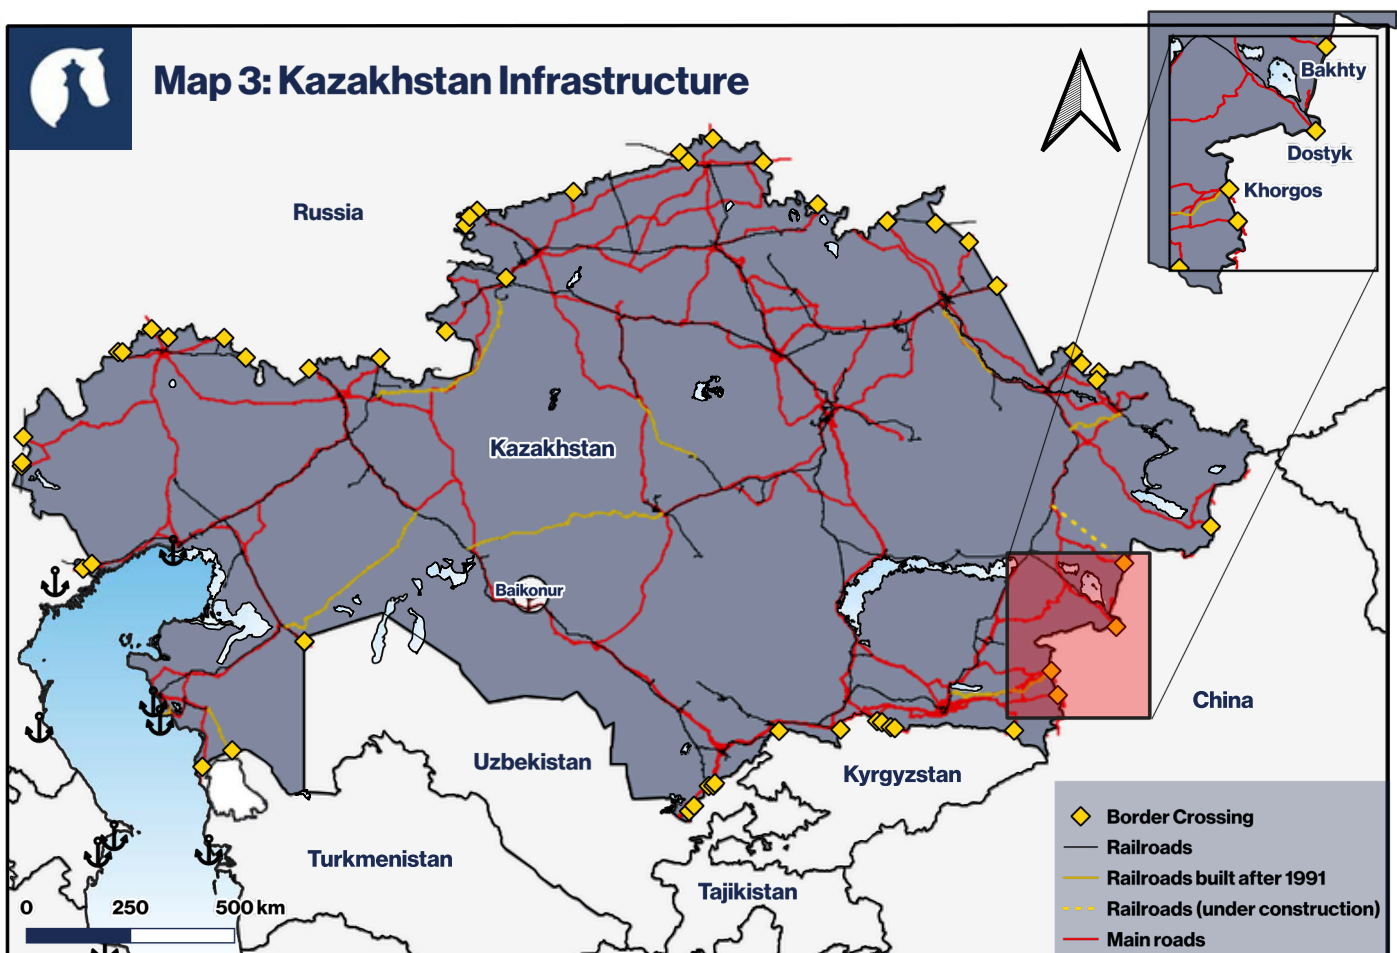 Map 3: Kazakhstan Infrastructure
Bakhty
Dostyk
Khorgos
Russia
Kazakhstan
Baikonur
China
Uzbekistan
Kyrgyzstan
Turkmenistan
Tajikistan
Border Crossing
Railroads
Railroads built after 1991
Railroads (under construction)
Main roads
0 250 500 km